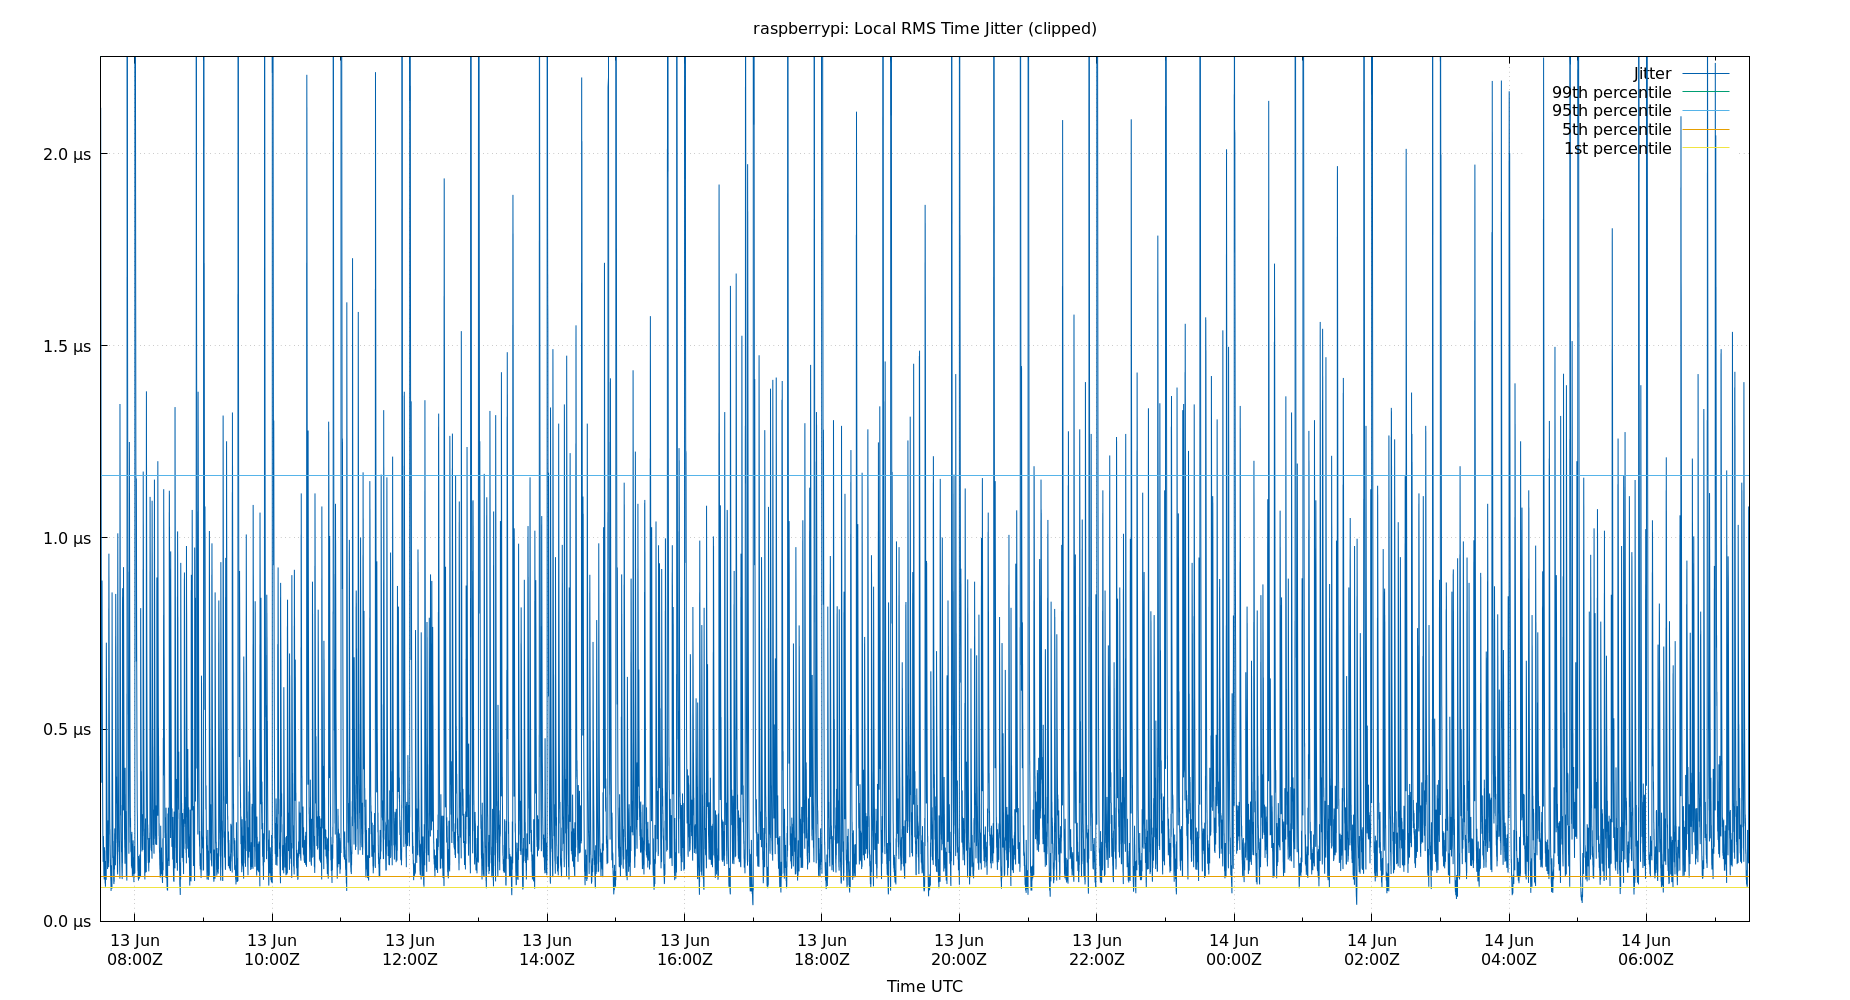 raspberrypi: Local RMS Time Jitter (clipped)
Jitter
99th percentile
95th percentile
5th percentile
1st percentile
2.0 µs
1.5 µs
1.0 µs
0.5 µs
0.0 µs
13 Jun 13 Jun 13 Jun 13 Jun 13 Jun 13 Jun 13 Jun 13 Jun 14 Jun 14 Jun 14 Jun 14 Jun
08:00Z 10:00Z 12:00Z 14:00Z 16:00Z 18:00Z 20:00Z 22:00Z 00:00Z 02:00Z 04:00Z 06:00Z
Time UTC